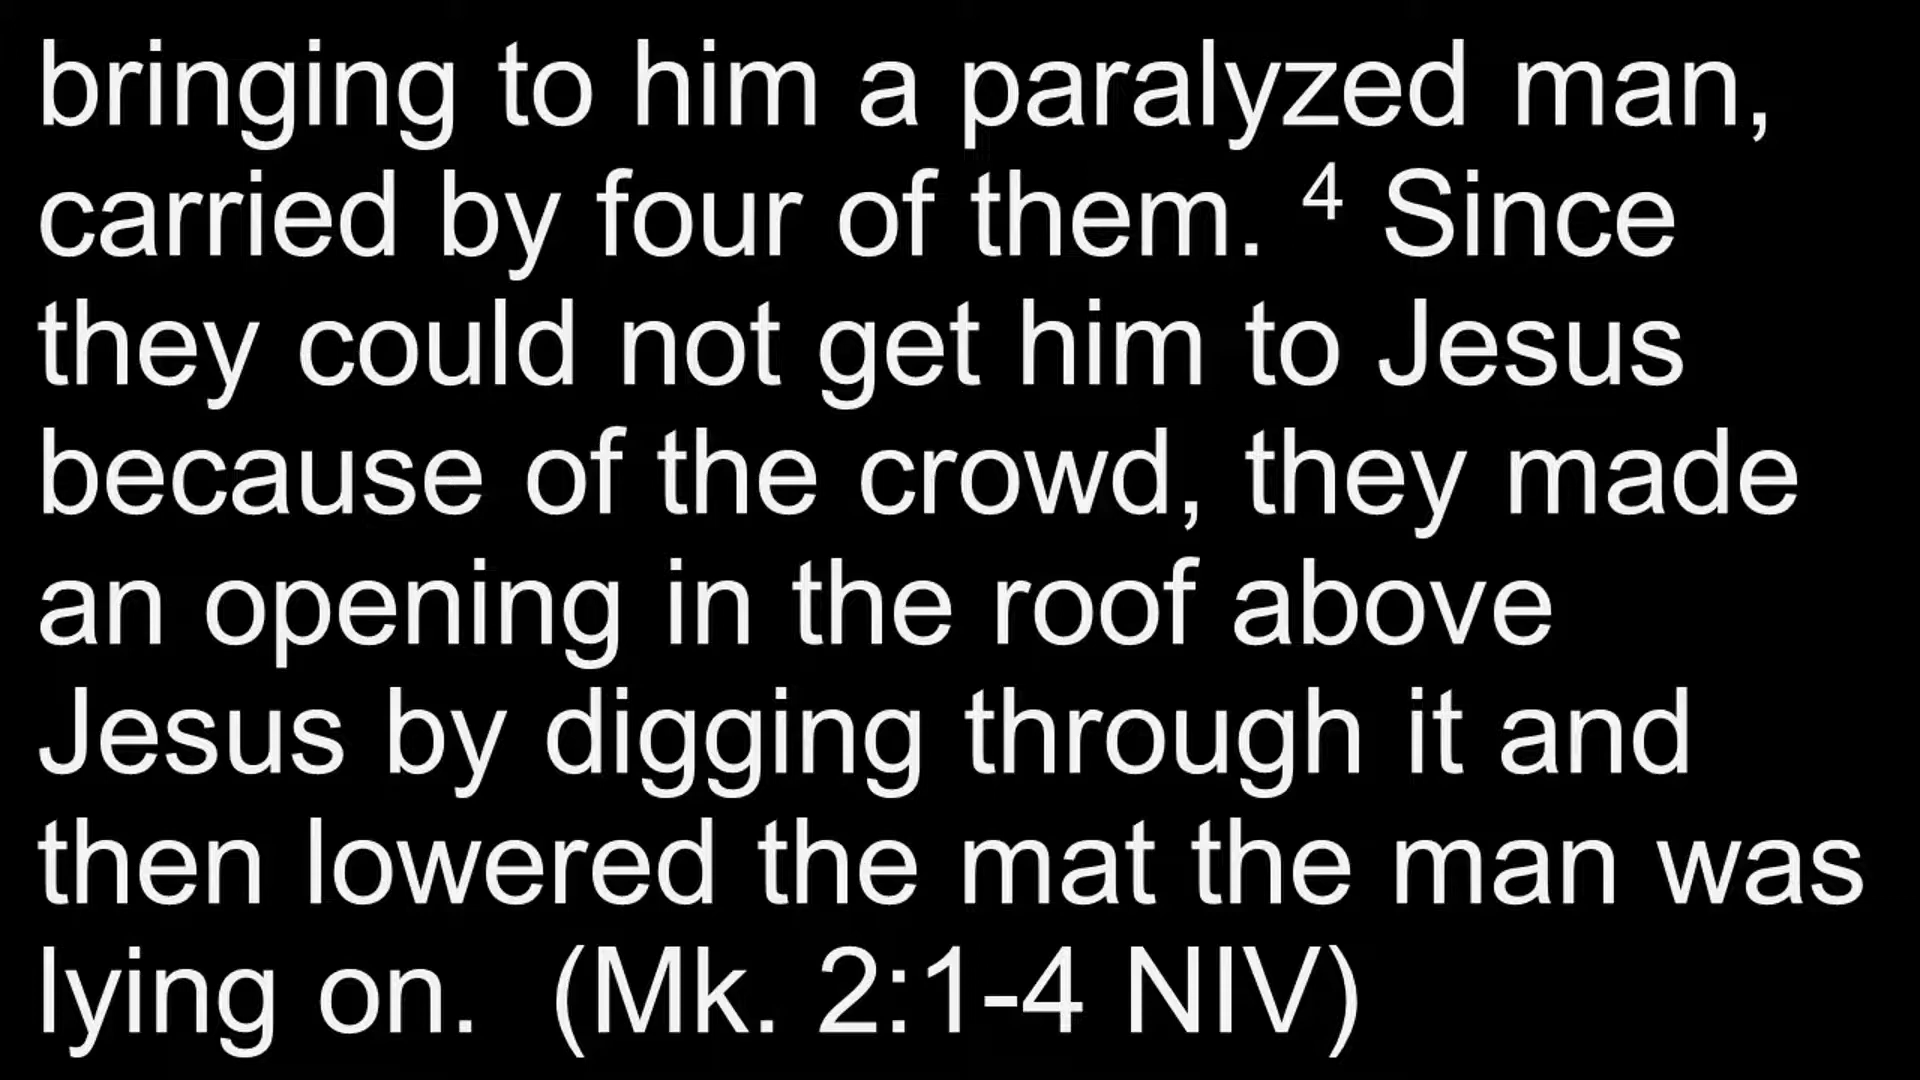 bringing to him a paralyzed man,
carried by four of them. ⁴ Since
they could not get him to Jesus
because of the crowd, they made
an opening in the roof above
Jesus by digging through it and
then lowered the mat the man was
lying on.  (Mk. 2:1-4 NIV)